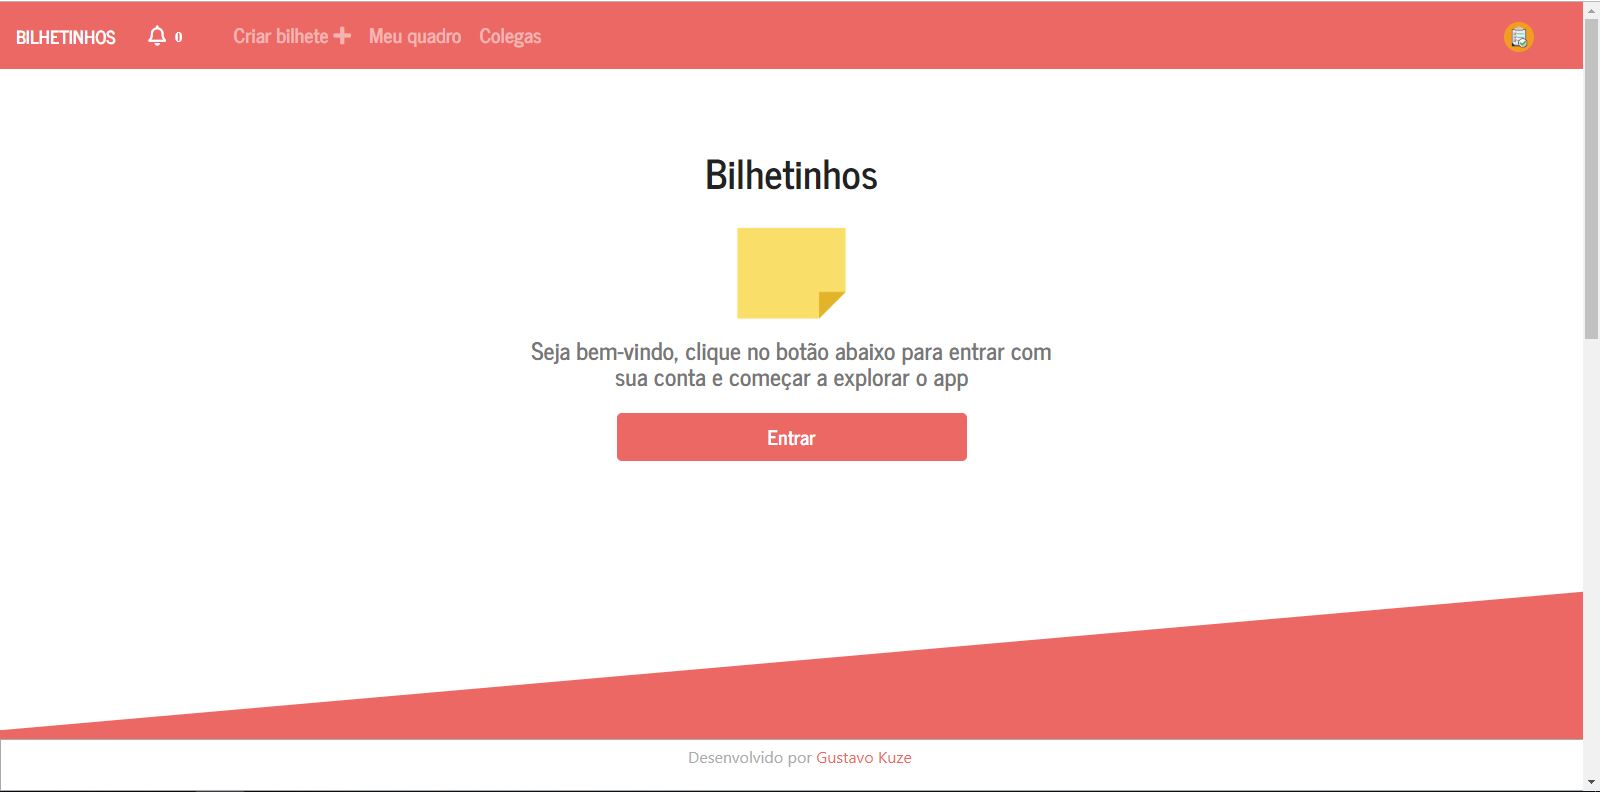 BILHETINHOS 0 Criar bilhete Meu quadro Colegas
Bilhetinhos
Seja bem-vindo, clique no botão abaixo para entrar com
sua conta e começar a explorar o app
Entrar
Desenvolvido por Gustavo Kuze